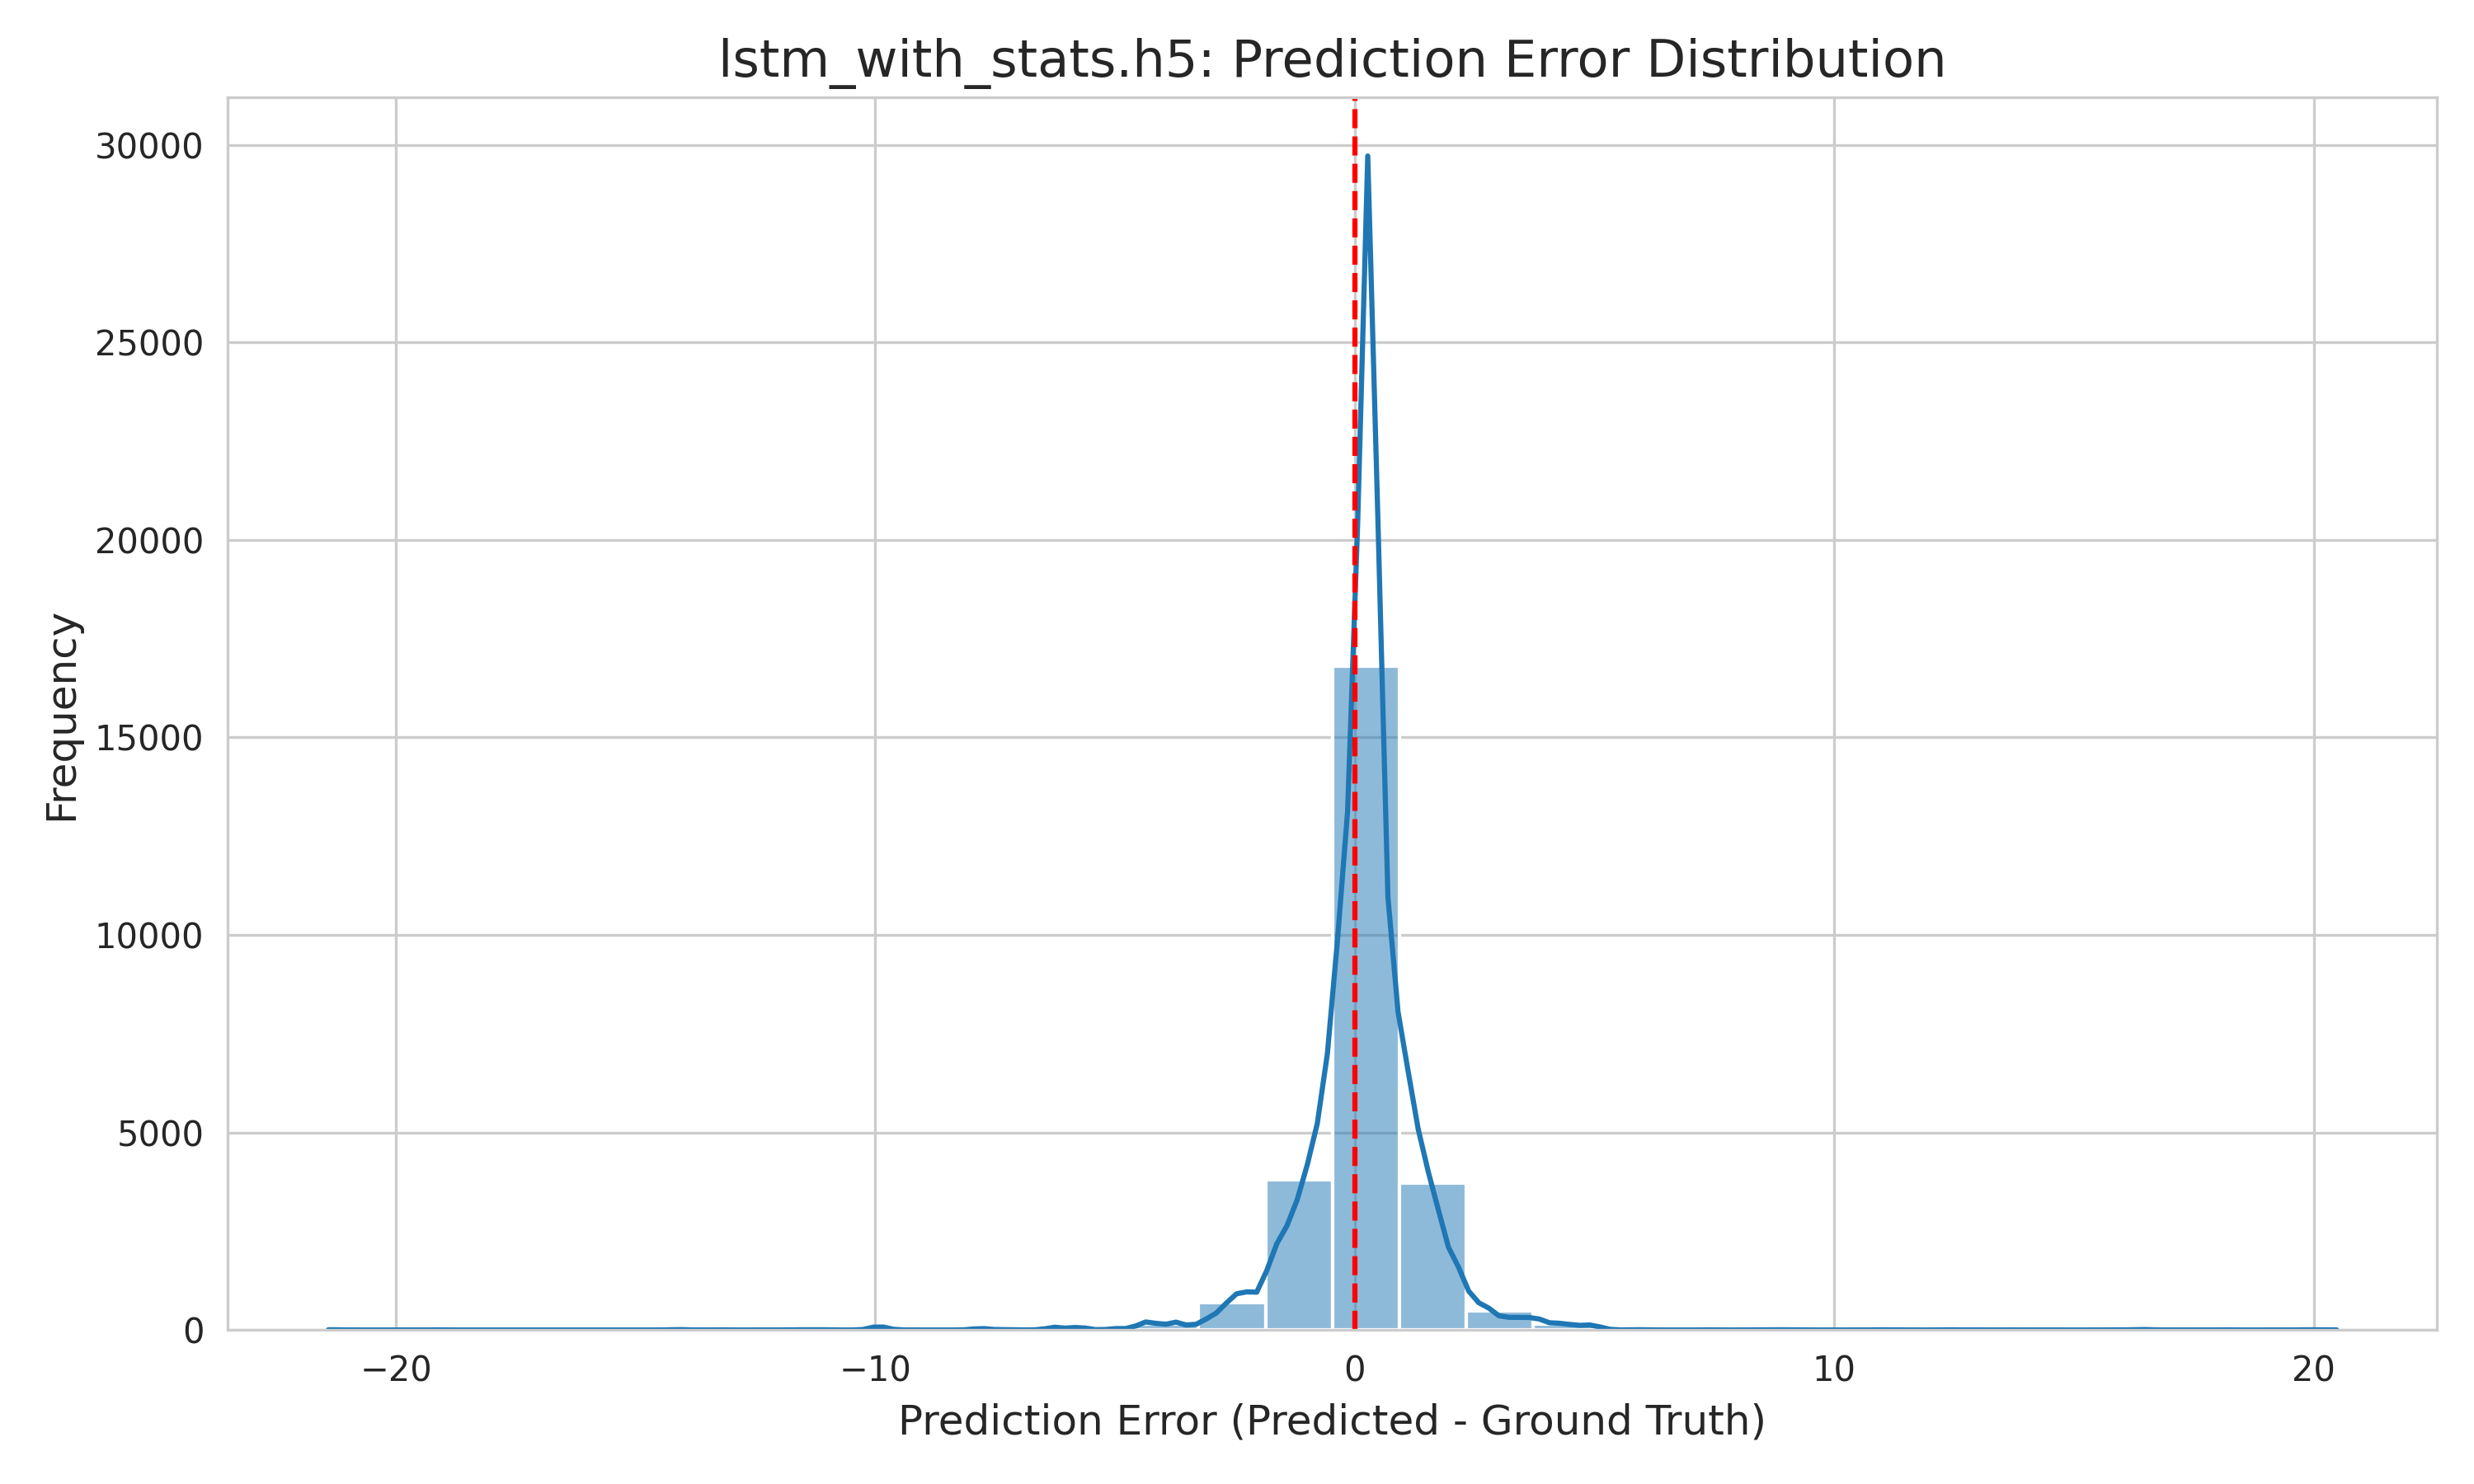 lstm_with_stats.h5: Prediction Error Distribution
30000
25000
20000
15000
10000
5000
0
Frequency
−20 −10 0 10 20
Prediction Error (Predicted - Ground Truth)